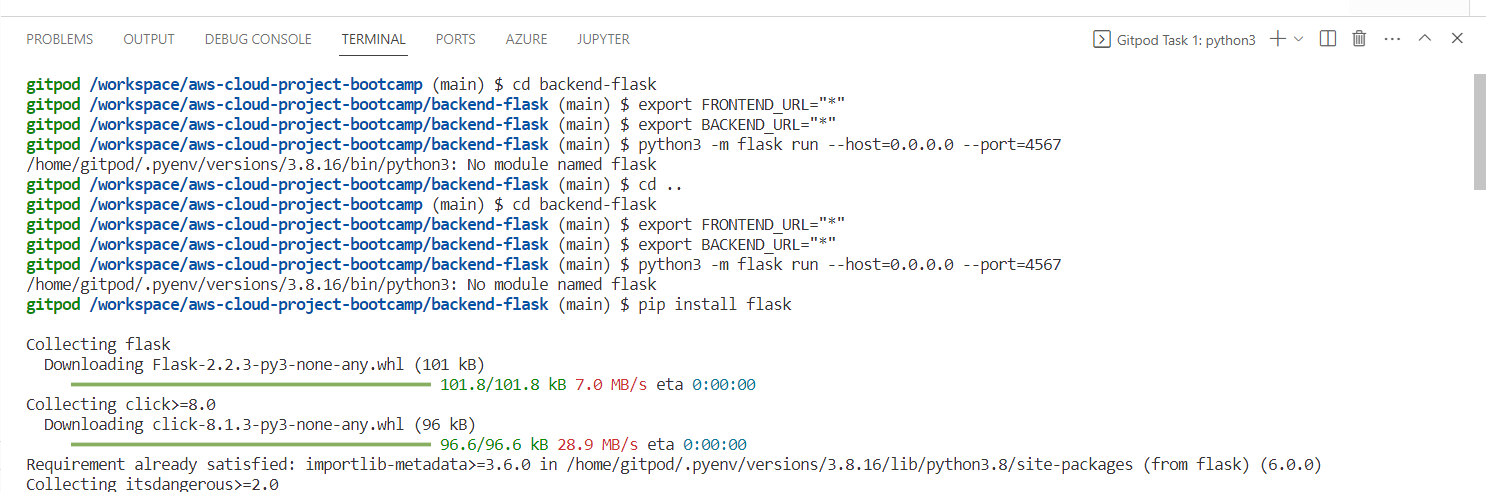 PROBLEMS OUTPUT DEBUG CONSOLE TERMINAL PORTS AZURE JUPYTER Gitpod Task 1: python3
gitpod /workspace/aws-cloud-project-bootcamp (main) $ cd backend-flask
gitpod /workspace/aws-cloud-project-bootcamp/backend-flask (main) $ export FRONTEND_URL="*"
gitpod /workspace/aws-cloud-project-bootcamp/backend-flask (main) $ export BACKEND_URL="*"
gitpod /workspace/aws-cloud-project-bootcamp/backend-flask (main) $ python3 -m flask run --host=0.0.0.0 --port=4567
/home/gitpod/.pyenv/versions/3.8.16/bin/python3: No module named flask
gitpod /workspace/aws-cloud-project-bootcamp/backend-flask (main) $ cd ..
gitpod /workspace/aws-cloud-project-bootcamp (main) $ cd backend-flask
gitpod /workspace/aws-cloud-project-bootcamp/backend-flask (main) $ export FRONTEND_URL="*"
gitpod /workspace/aws-cloud-project-bootcamp/backend-flask (main) $ export BACKEND_URL="*"
gitpod /workspace/aws-cloud-project-bootcamp/backend-flask (main) $ python3 -m flask run --host=0.0.0.0 --port=4567
/home/gitpod/.pyenv/versions/3.8.16/bin/python3: No module named flask
gitpod /workspace/aws-cloud-project-bootcamp/backend-flask (main) $ pip install flask
Collecting flask
Downloading Flask-2.2.3-py3-none-any.whl (101 kB)
101.8/101.8 kB 7.0 MB/s eta 0:00:00
Collecting click>=8.0
Downloading click-8.1.3-py3-none-any.whl (96 kB)
96.6/96.6 kB 28.9 MB/s eta 0:00:00
Requirement already satisfied: importlib-metadata>=3.6.0 in /home/gitpod/.pyenv/versions/3.8.16/lib/python3.8/site-packages (from flask) (6.0.0)
Collecting itsdangerous>=2.0